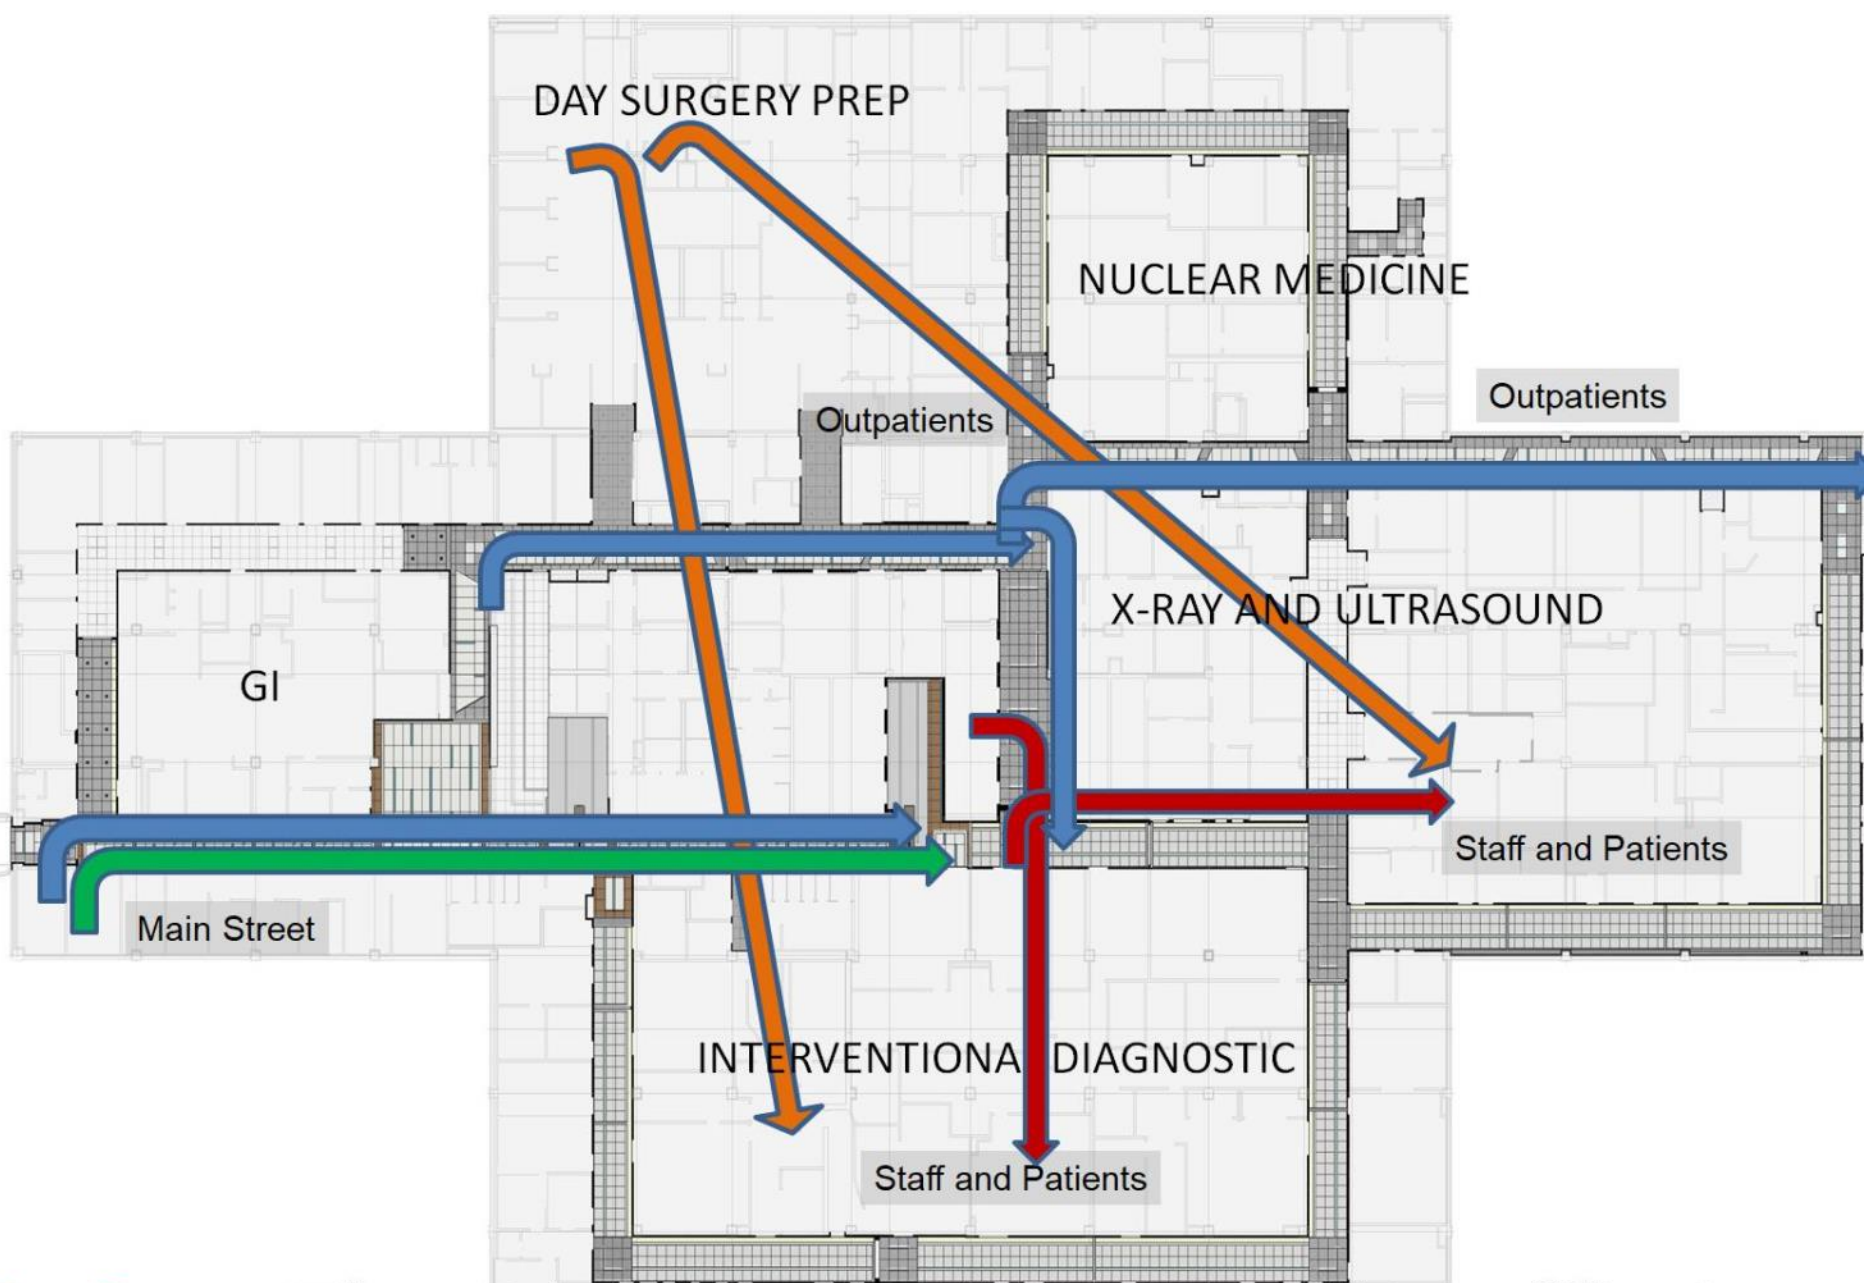 DAY SURGERY PREP
NUCLEAR MEDICINE
Outpatients
Outpatients
X-RAY AND ULTRASOUND
GI
Staff and Patients
Main Street
INTERVENTIONA DIAGNOSTIC
Staff and Patients